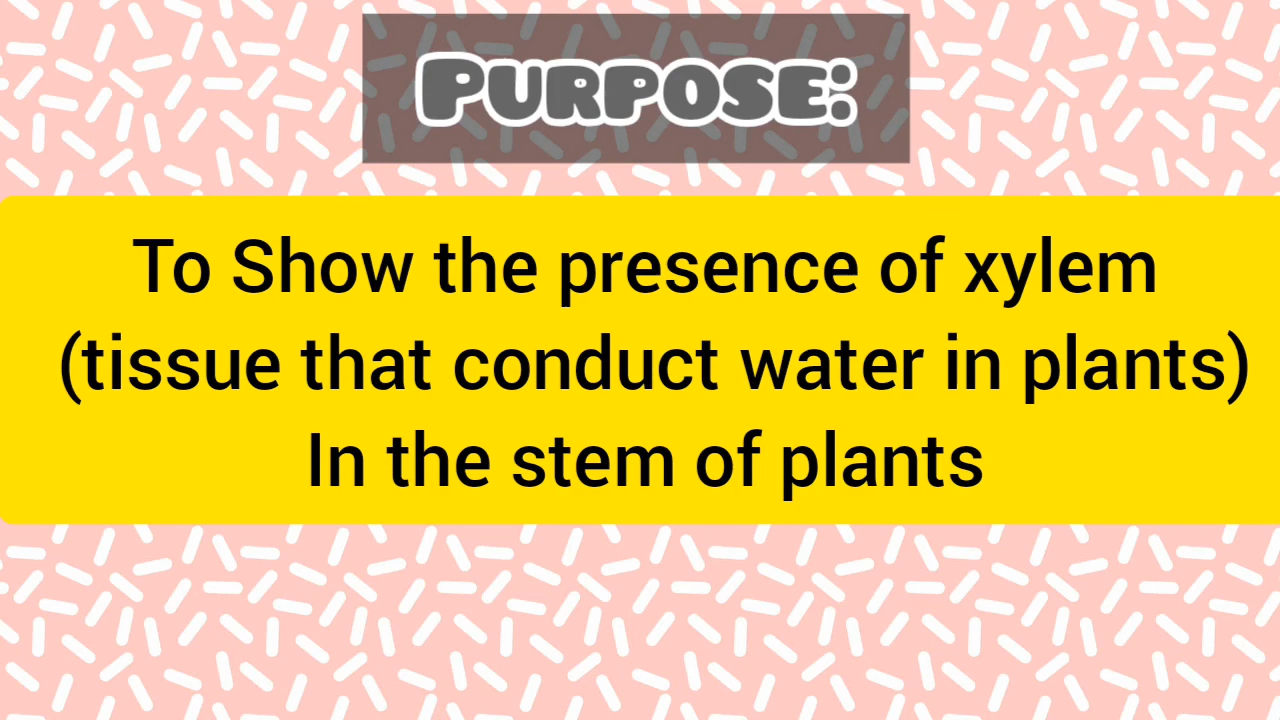 PURPOSE:
To Show the presence of xylem
(tissue that conduct water in plants)
In the stem of plants